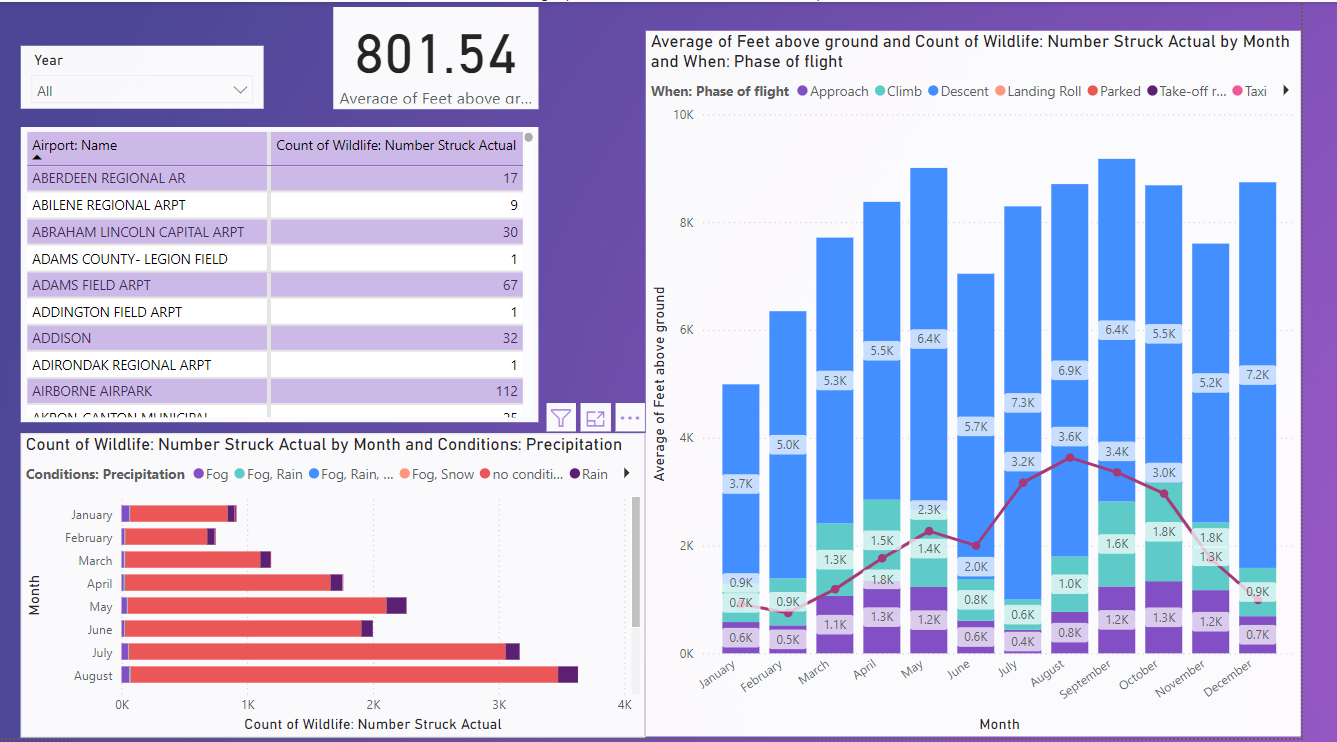 Year
All
801.54
Average of Feet above gr...
Airport: Name
Count of Wildlife: Number Struck Actual
ABERDEEN REGIONAL AR 17
ABILENE REGIONAL ARPT 9
ABRAHAM LINCOLN CAPITAL ARPT 30
ADAMS COUNTY- LEGION FIELD 1
ADAMS FIELD ARPT 67
ADDINGTON FIELD ARPT 1
ADDISON 32
ADIRONDAK REGIONAL ARPT 1
AIRBORNE AIRPARK 112
AKRON-CANTON MUNICIPAL 25
Count of Wildlife: Number Struck Actual by Month and Conditions: Precipitation
Conditions: Precipitation Fog Fog, Rain Fog, Rain, ... Fog, Snow no conditi... Rain
Month
January
February
March
April
May
June
July
August
0K 1K 2K 3K 4K
Count of Wildlife: Number Struck Actual
Average of Feet above ground and Count of Wildlife: Number Struck Actual by Month
and When: Phase of flight
When: Phase of flight Approach Climb Descent Landing Roll Parked Take-off r... Taxi
Average of Feet above ground
10K
8K
6K
4K
2K
0K
3.7K 0.9K 0.7K 0.6K
5.0K 0.9K 0.5K
5.3K 1.3K 1.1K
5.5K 1.5K 1.8K 1.3K
6.4K 2.3K 1.4K 1.2K
5.7K 2.0K 0.8K 0.6K
7.3K 3.2K 0.6K 0.4K
6.9K 3.6K 1.0K 0.8K
6.4K 3.4K 1.6K 1.2K
5.5K 3.0K 1.8K 1.3K
5.2K 1.8K 1.3K 1.2K
7.2K 0.9K 0.7K
January February March April May June July August September October November December
Month